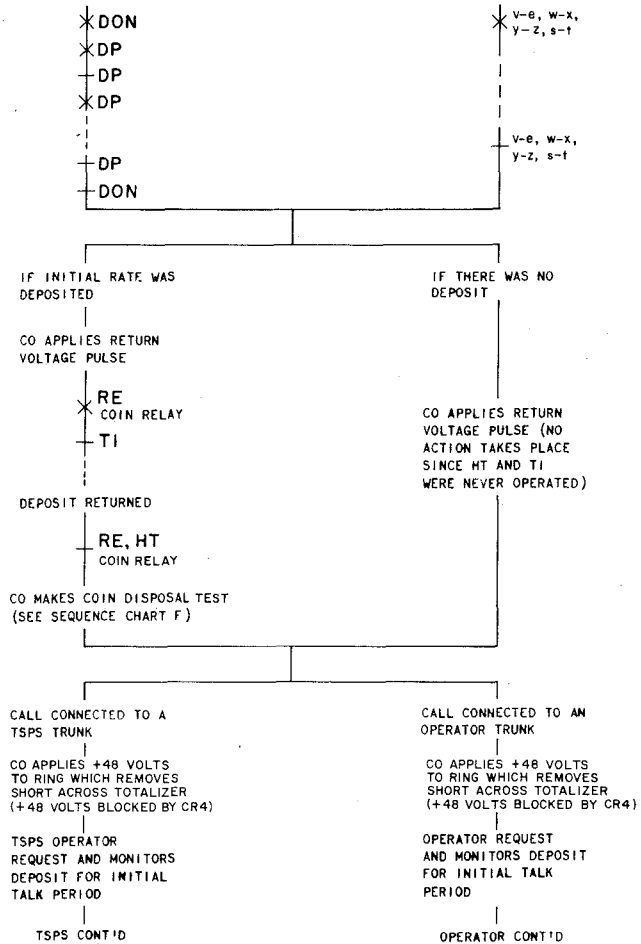 DON
DP
DP
DP
DP
DON
v-e, w-x,
y-z, s-t
v-e, w-x,
y-z, s-t
IF INITIAL RATE WAS
DEPOSITED
CO APPLIES RETURN
VOLTAGE PULSE
RE
COIN RELAY
TI
DEPOSIT RETURNED
RE, HT
COIN RELAY
CO MAKES COIN DISPOSAL TEST
(SEE SEQUENCE CHART F)
IF THERE WAS NO
DEPOSIT
CO APPLIES RETURN
VOLTAGE PULSE (NO
ACTION TAKES PLACE
SINCE HT AND TI
WERE NEVER OPERATED)
CALL CONNECTED TO A
TSPS TRUNK
CO APPLIES +48 VOLTS
TO RING WHICH REMOVES
SHORT ACROSS TOTALIZER
(+48 VOLTS BLOCKED BY CR4)
TSPS OPERATOR
REQUEST AND MONITORS
DEPOSIT FOR INITIAL
TALK PERIOD
TSPS CONT'D
CALL CONNECTED TO AN
OPERATOR TRUNK
CO APPLIES +48 VOLTS
TO RING WHICH REMOVES
SHORT ACROSS TOTALIZER
(+48 VOLTS BLOCKED BY CR4)
OPERATOR REQUEST
AND MONITORS DEPOSIT
FOR INITIAL TALK
PERIOD
OPERATOR CONT'D